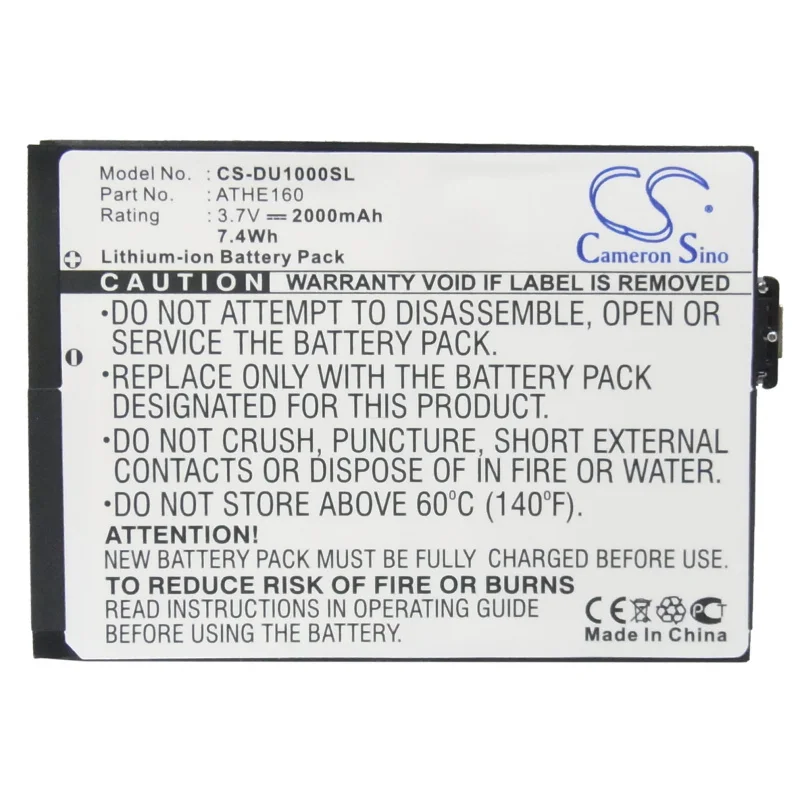 Model No. : CS-DU1000SL
Part No. : ATHE160
Rating : 3.7V ⎓ 2000mAh
7.4Wh
Lithium-ion Battery Pack
CS
Cameron Sino
CAUTION WARRANTY VOID IF LABEL IS REMOVED
•DO NOT ATTEMPT TO DISASSEMBLE, OPEN OR
SERVICE THE BATTERY PACK.
•REPLACE ONLY WITH THE BATTERY PACK
DESIGNATED FOR THIS PRODUCT.
•DO NOT CRUSH, PUNCTURE, SHORT EXTERNAL
CONTACTS OR DISPOSE OF IN FIRE OR WATER.
•DO NOT STORE ABOVE 60°C (140°F).
ATTENTION!
NEW BATTERY PACK MUST BE FULLY CHARGED BEFORE USE.
TO REDUCE RISK OF FIRE OR BURNS
READ INSTRUCTIONS IN OPERATING GUIDE
BEFORE USING THE BATTERY.
CE PCT
Made In China